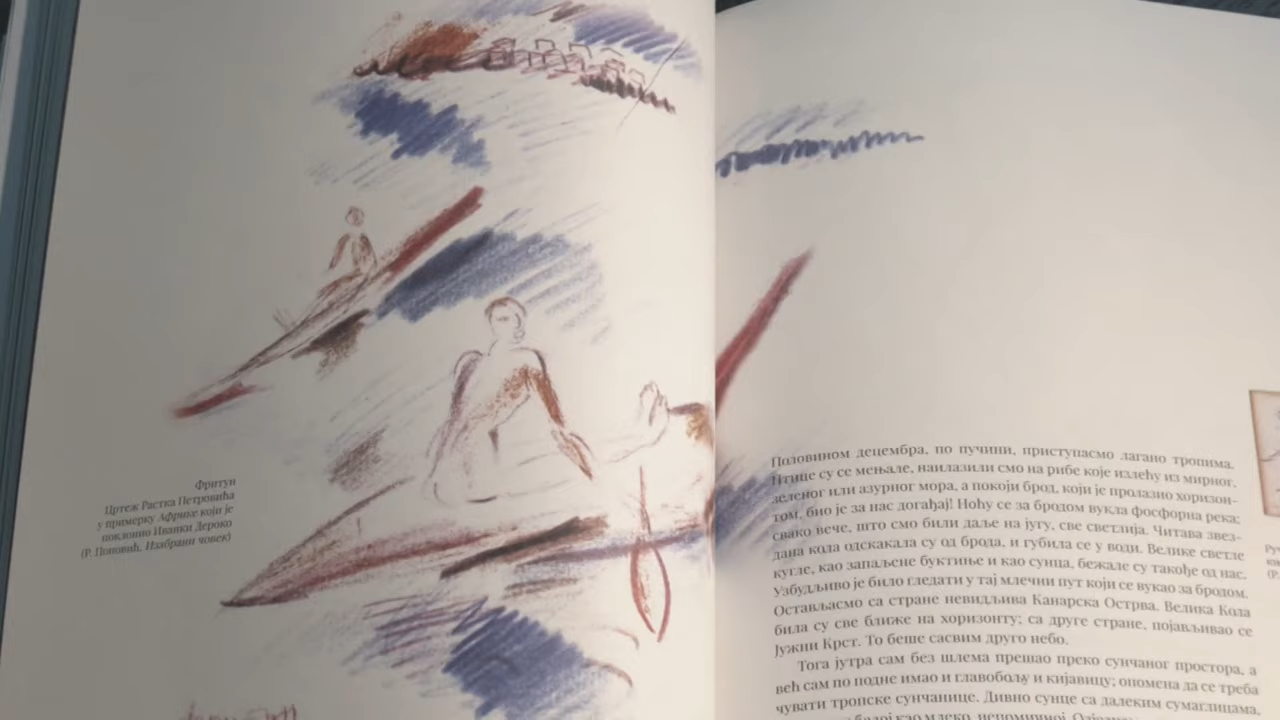 Фритун
Цртеж Растка Петровића
у примерку Африке који је
поклонио Иванки Дероко
(Р. Поповић, Изабрани човек)
Половином децембра, по пучини, приступасмо лагано тропима.
Птице су се мењале, наилазили смо на рибе које излећу из мирног,
зеленог или азурног мора, а покоји брод, који је пролазио хоризон-
том, био је за нас догађај! Ноћу се за бродом вукла фосфорна река;
свако вече, што смо били даље на југу, све светлија. Читава звез-
дана кола одскакала су од брода, и губила се у води. Велике светле
кугле, као запаљене буктиње и као сунца, бежале су такође од нас.
Узбудљиво је било гледати у тај млечни пут који се вукао за бродом.
Остављасмо са стране невидљива Канарска Острва. Велика Кола
била су све ближе на хоризонту; са друге стране, појављивао се
Јужни Крст. То беше сасвим друго небо.
Тога јутра сам без шлема прешао преко сунчаног простора, а
већ сам по подне имао и главобољу и кијавицу; опомена да се треба
чувати тропске сунчанице. Дивно сунце са далеким сумаглицама,
као млеко, непомичној.